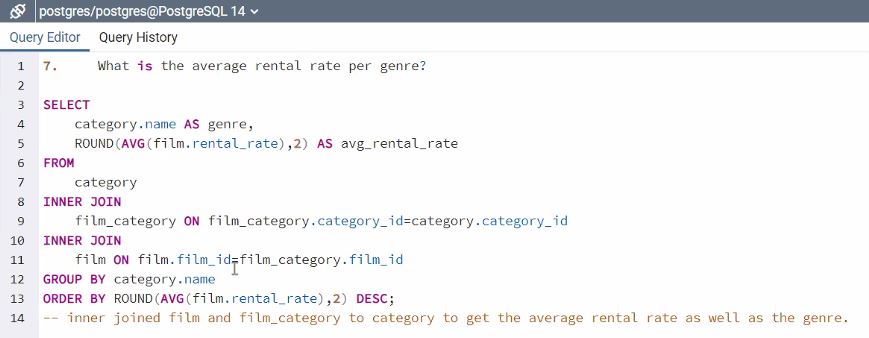 postgres/postgres@PostgreSQL 14
Query Editor Query History
1 7. What is the average rental rate per genre?
2
3 SELECT
4 category.name AS genre,
5 ROUND(AVG(film.rental_rate),2) AS avg_rental_rate
6 FROM
7 category
8 INNER JOIN
9 film_category ON film_category.category_id=category.category_id
10 INNER JOIN
11 film ON film.film_id=film_category.film_id
12 GROUP BY category.name
13 ORDER BY ROUND(AVG(film.rental_rate),2) DESC;
14 -- inner joined film and film_category to category to get the average rental rate as well as the genre.